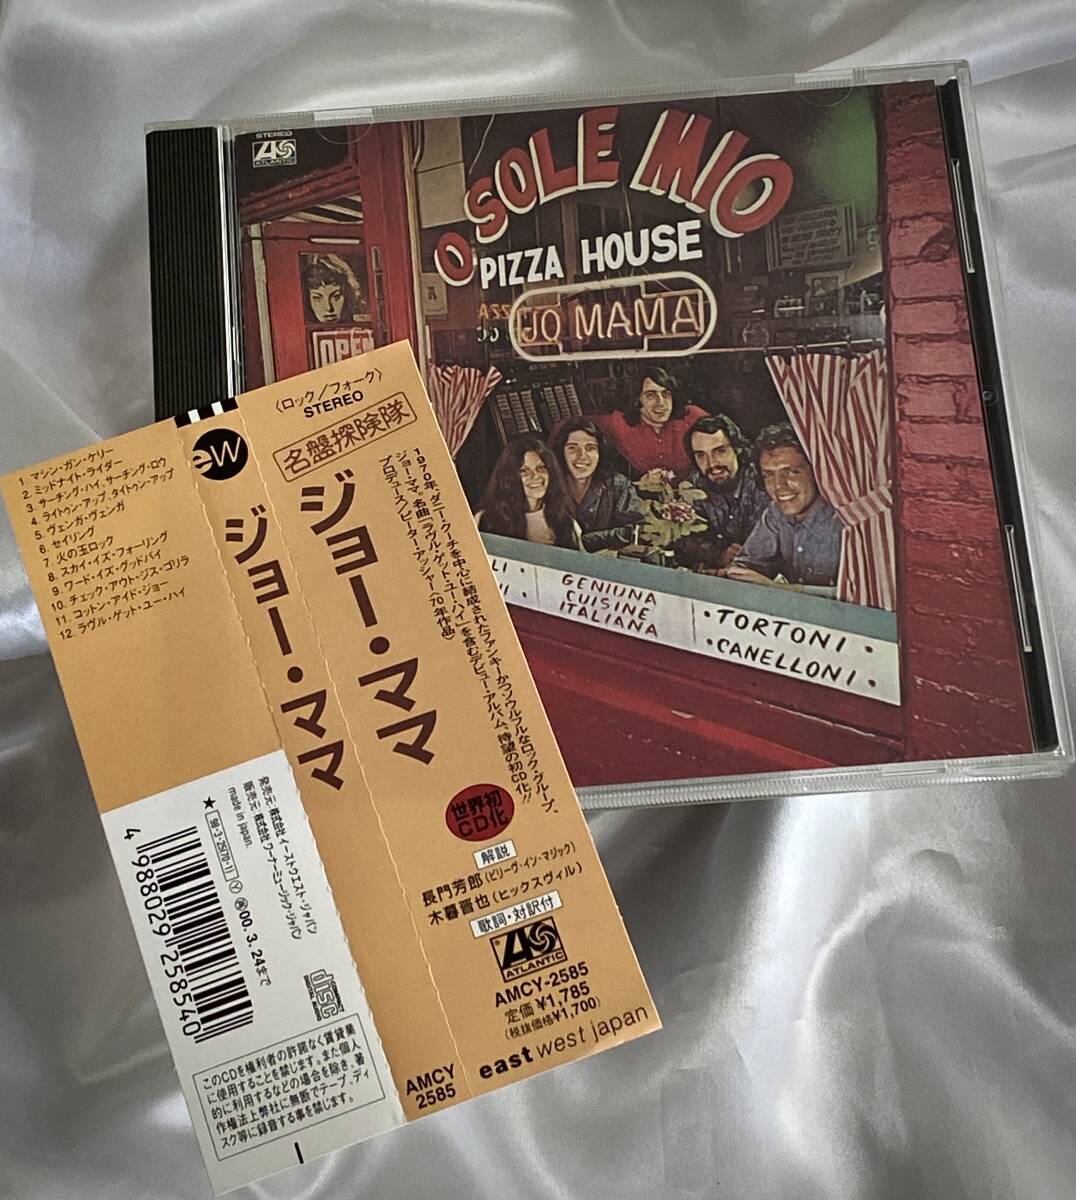 STEREO
ATLANTIC
O SOLE MIO
PIZZA HOUSE
JO MAMA
OPEN
GENIUNA
CUISINE
ITALIANA
・TORTONI・
・CANELLONI・
〈ロック/フォーク〉
STEREO
名盤探険隊
ジョー・ママ
1970年、ダニー・クーチを中心に結成されたファンキーかつソウルフルなロック・グループ、
ジョー・ママ。名曲「ラヴル・ゲット・ユー・ハイ」を含むデビュー・アルバム、待望の初CD化!!
プロデュース/ピーター・アッシャー〈70年作品〉
世界初
CD化
解説
長門芳郎(ビリーヴ・イン・マジック)
木暮晋也(ヒックスヴィル)
歌詞・対訳付
ATLANTIC
AMCY-2585
定価¥1,785
(税抜価格¥1,700)
east west japan
ew
ジョー・ママ
AMCY
2585
1. マシン・ガン・ケリー
2. ミッドナイト・ライダー
3. サーチング・ハイ、サーチング・ロウ
4. ライトゥン・アップ、タイトゥン・アップ
5. ヴェンガ・ヴェンガ
6. セイリング
7. 火の玉ロック
8. スカイ・イズ・フォーリング
9. ワード・イズ・グッドバイ
10. チェック・アウト・ジス・ゴリラ
11. コットン・アイド・ジョー
12. ラヴル・ゲット・ユー・ハイ
発売元:株式会社イーストウエスト・ジャパン
販売元:株式会社ワーナーミュージック・ジャパン
made in japan.
★ 98・3・25(70・1) Y 00.3.24まで
4 988029 258540
COMPACT
disc
DIGITAL AUDIO
このCDを権利者の許諾なく賃貸業
に使用することを禁じます。また個人
的に利用するなどの場合を除き、著
作権法上弊社に無断でテープ、ディ
スク等に録音する事を禁じます。